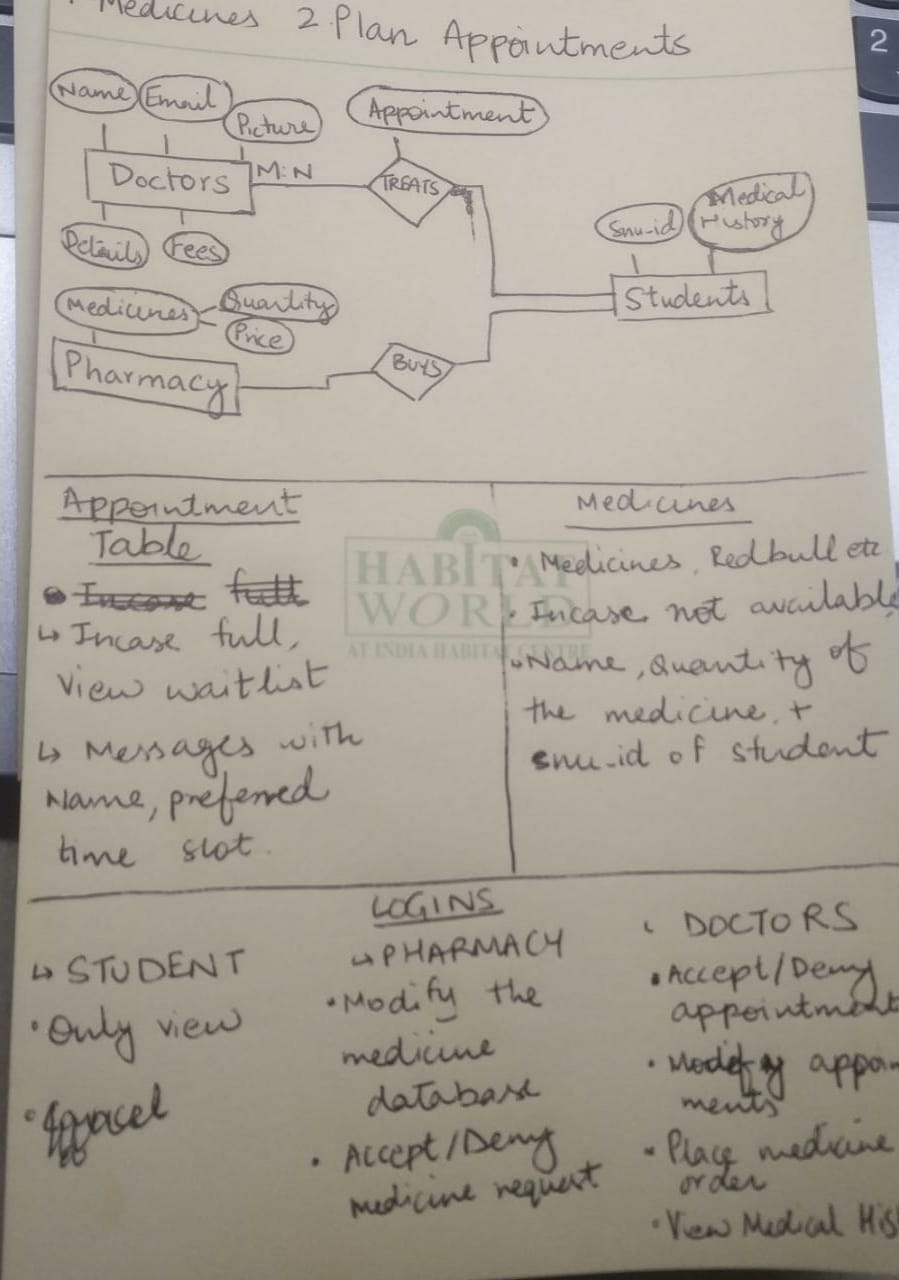 Medicines 2. Plan Appointments
2
Name
Email
Picture
Appointment
Doctors
M:N
TREATS
Details
Fees
Snu-id
Medical
History
Students
Medicines
Quantity
Price
Pharmacy
BUYS
Appointment
Table
Incase full
↳ Incase full,
view waitlist
↳ Messages with
Name, preferred
time slot.
Medicines
• Medicines, Redbull etc
• Incase not available,
↳ Name, Quantity of
the medicine, +
snu-id of student
HABITAT
WORLD
AT INDIA HABITAT CENTRE
LOGINS
↳ STUDENT
• Only view
↳ PHARMACY
• Modify the
medicine
database
• Accept/Deny
medicine request
DOCTORS
• Accept/Deny
appointment
• Modify appoin-
ments
• Place medicine
order
• View Medical His